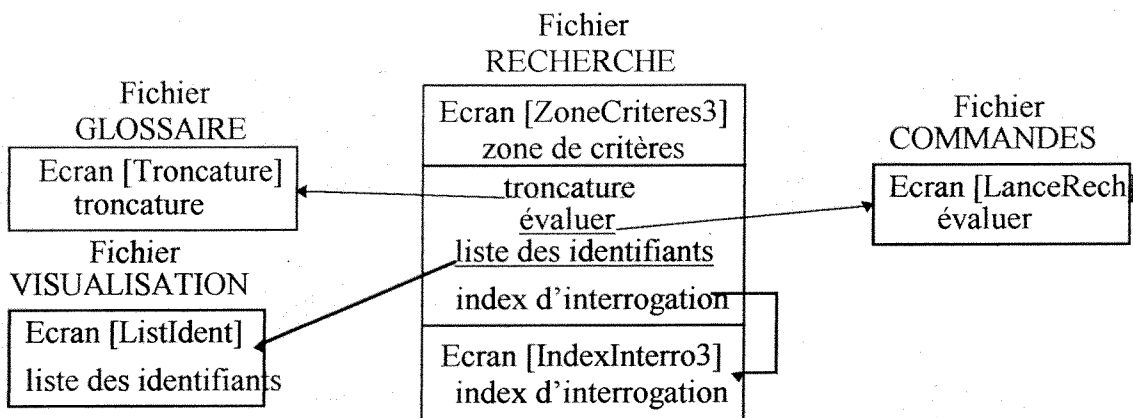 Fichier
RECHERCHE
Fichier
GLOSSAIRE
Ecran [Troncature]
troncature
Fichier
VISUALISATION
Ecran [ListIdent]
liste des identifiants
Ecran [ZoneCriteres3]
zone de critères
troncature
évaluer
liste des identifiants
index d'interrogation
Ecran [IndexInterro3]
index d'interrogation
Fichier
COMMANDES
Ecran [LanceRech]
évaluer